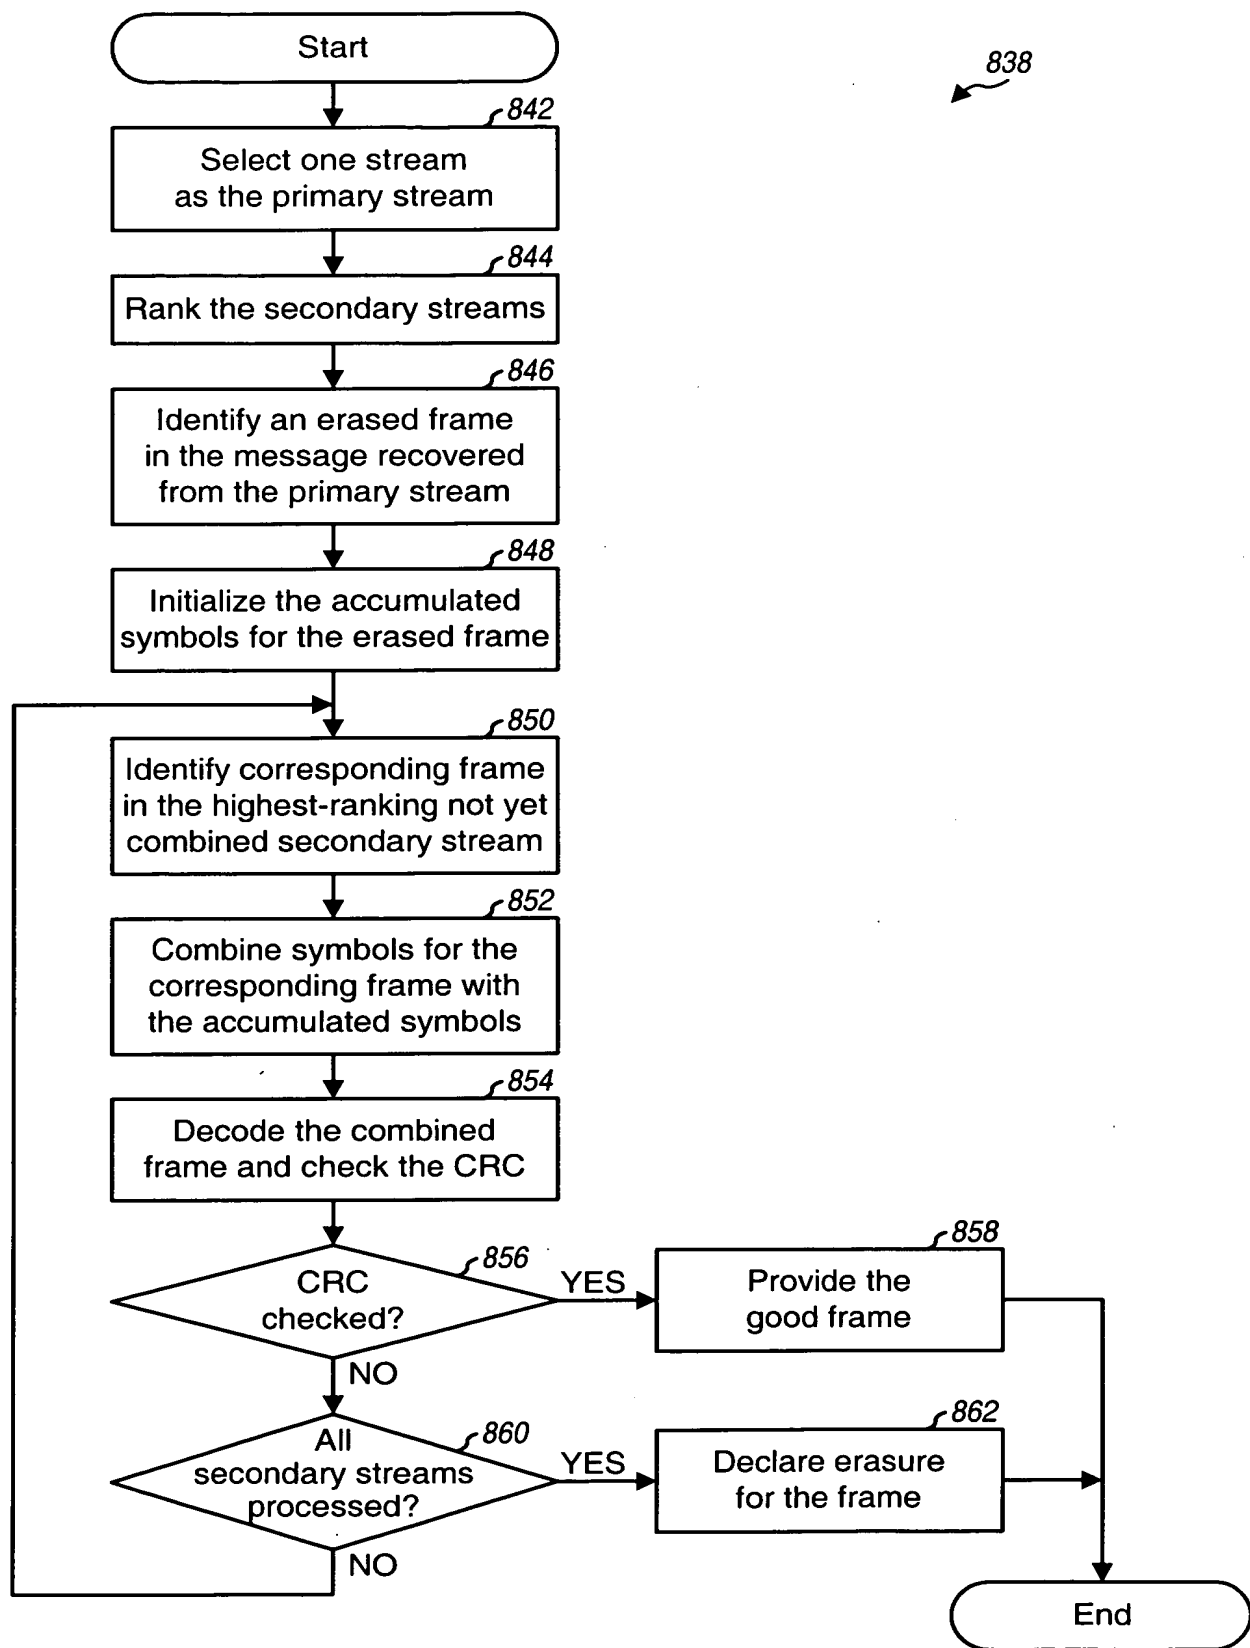 Start
838
842
Select one stream
as the primary stream
844
Rank the secondary streams
846
Identify an erased frame
in the message recovered
from the primary stream
848
Initialize the accumulated
symbols for the erased frame
850
Identify corresponding frame
in the highest-ranking not yet
combined secondary stream
852
Combine symbols for the
corresponding frame with
the accumulated symbols
854
Decode the combined
frame and check the CRC
856
CRC
checked?
YES
858
Provide the
good frame
NO
860
All
secondary streams
processed?
YES
862
Declare erasure
for the frame
NO
End